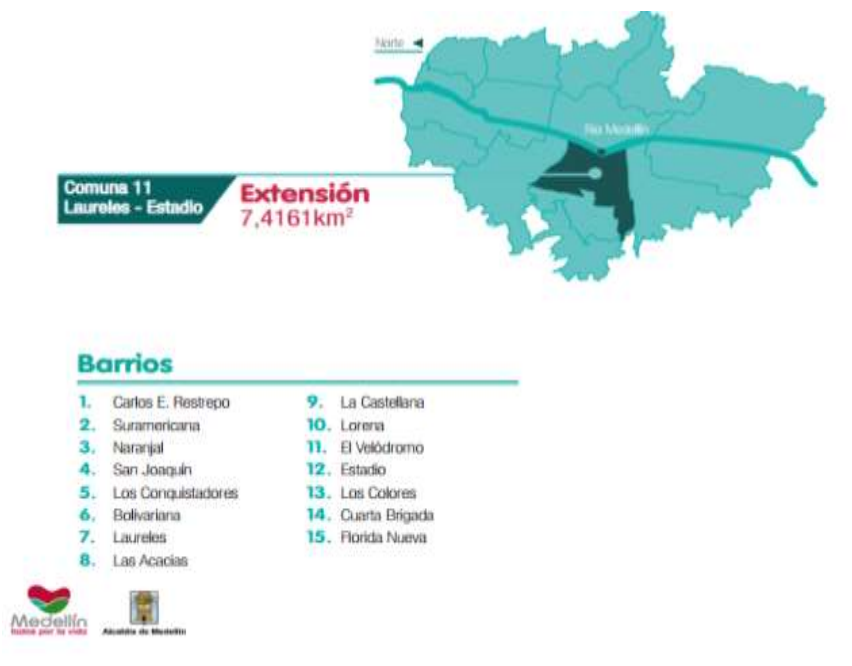 Norte
Río Medellín
Comuna 11
Laureles - Estadio
Extensión
7,4161km²
Barrios
1. Carlos E. Restrepo
2. Suramericana
3. Naranjal
4. San Joaquín
5. Los Conquistadores
6. Bolivariana
7. Laureles
8. Las Acacias
9. La Castellana
10. Lorena
11. El Velódromo
12. Estadio
13. Los Colores
14. Cuarta Brigada
15. Florida Nueva
Medellín
todos por la vida
Alcaldía de Medellín